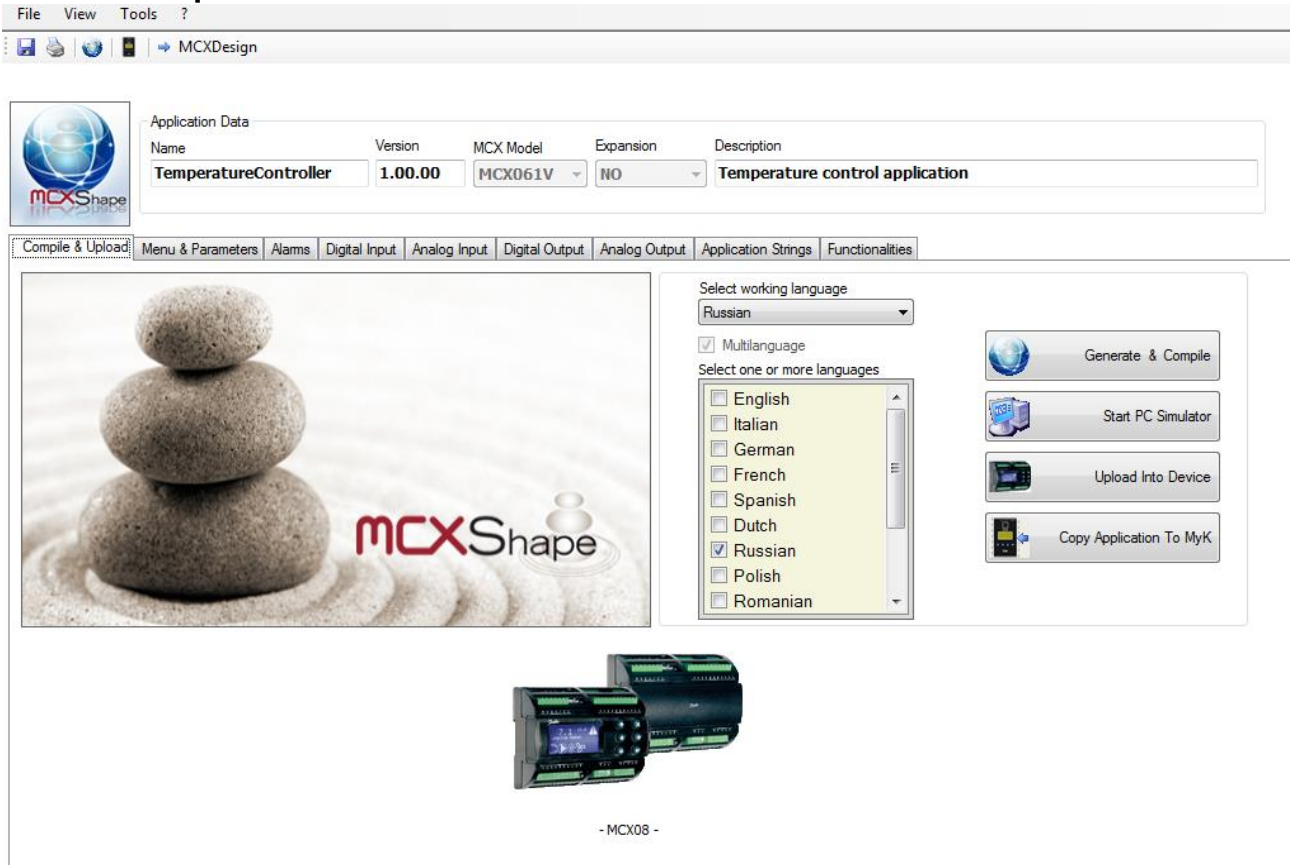 File View Tools ?
MCXDesign
Application Data
Name Version MCX Model Expansion Description
TemperatureController 1.00.00 MCX061V NO Temperature control application
MCXShape
Compile & Upload Menu & Parameters Alarms Digital Input Analog Input Digital Output Analog Output Application Strings Functionalities
Select working language
Russian
Multilanguage
Select one or more languages
English
Italian
German
French
Spanish
Dutch
Russian
Polish
Romanian
Generate & Compile
Start PC Simulator
Upload Into Device
Copy Application To MyK
MCXShape
- MCX08 -